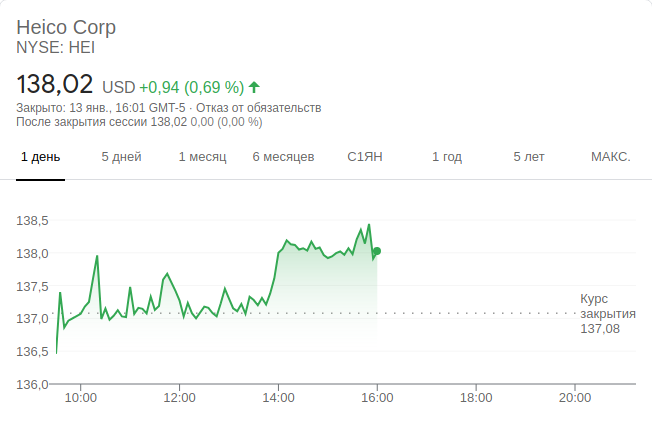 Heico Corp
NYSE: HEI
138,02 USD +0,94 (0,69 %)
Закрыто: 13 янв., 16:01 GMT-5 · Отказ от обязательств
После закрытия сессии 138,02 0,00 (0,00 %)
1 день 5 дней 1 месяц 6 месяцев С1ЯН 1 год 5 лет МАКС.
138,5
138,0
137,5
137,0
136,5
136,0
Курс
закрытия
137,08
10:00 12:00 14:00 16:00 18:00 20:00